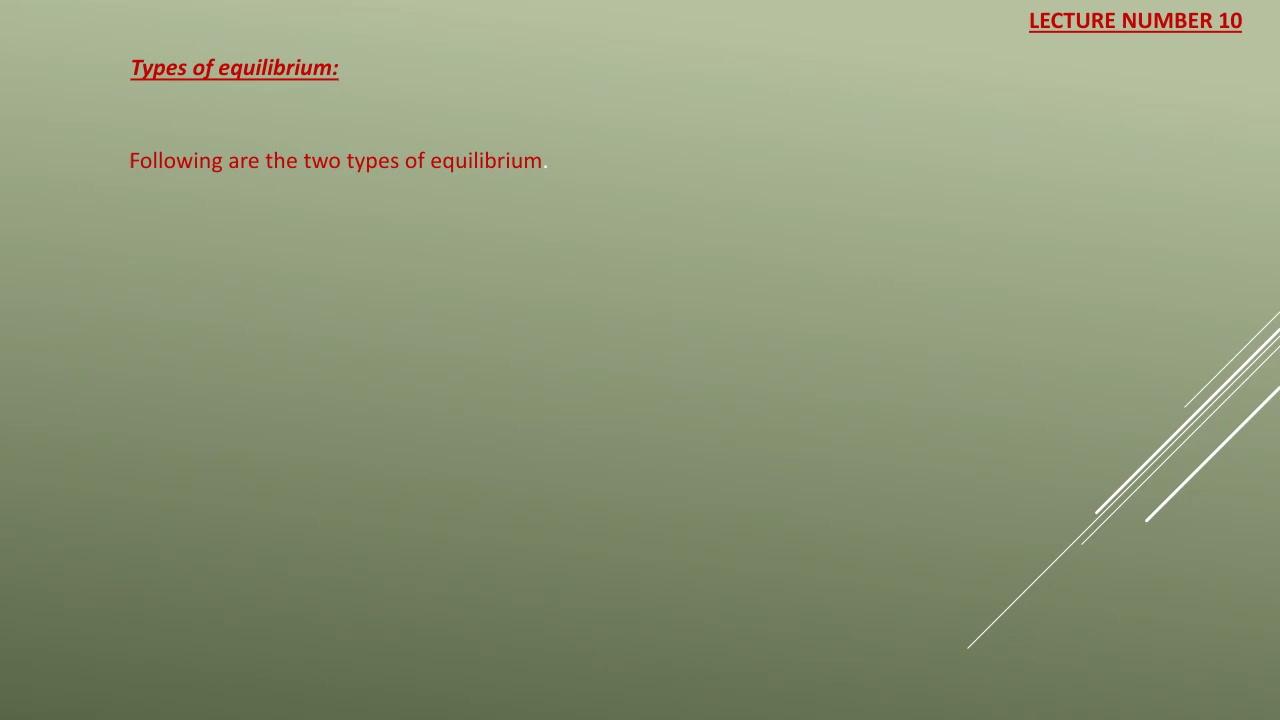 LECTURE NUMBER 10
Types of equilibrium:
Following are the two types of equilibrium.